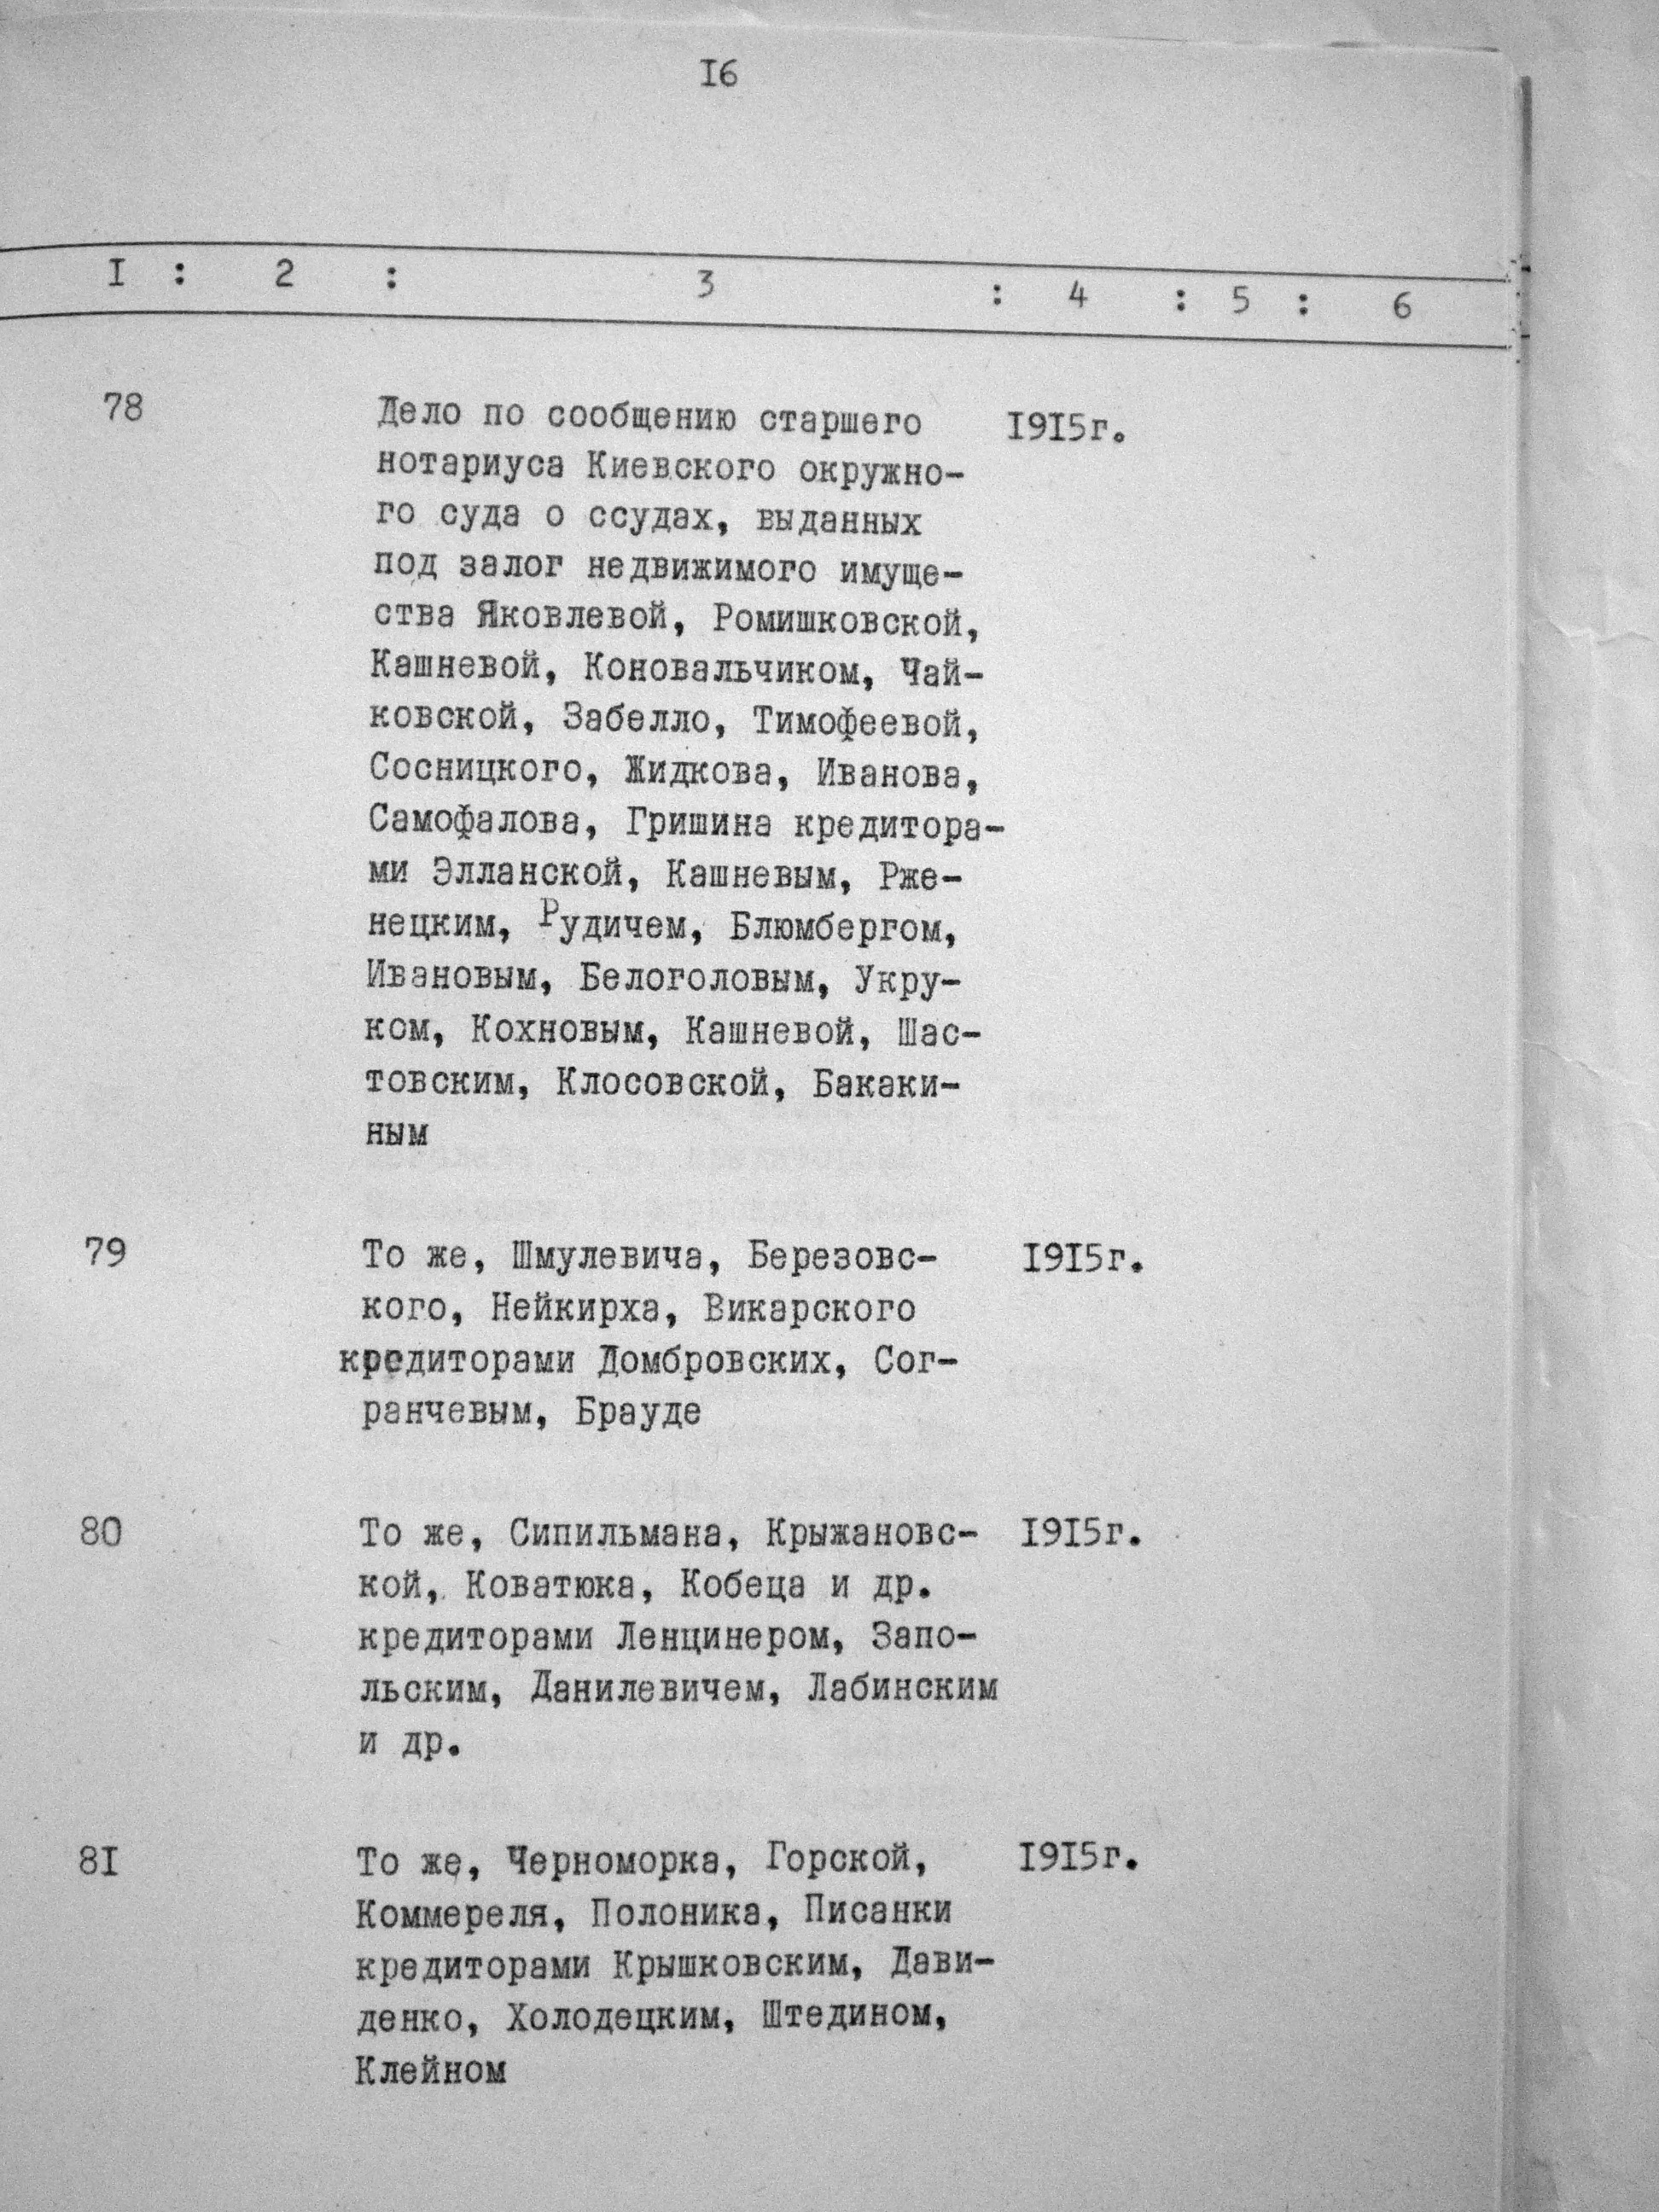 I6
I : 2 : 3 : 4 : 5 : 6
78 Дело по сообщению старшего I9I5г.
нотариуса Киевского окружно-
го суда о ссудах, выданных
под залог недвижимого имуще-
ства Яковлевой, Ромишковской,
Кашневой, Коновальчиком, Чай-
ковской, Забелло, Тимофеевой,
Сосницкого, Жидкова, Иванова,
Самофалова, Гришина кредитора-
ми Элланской, Кашневым, Рже-
нецким, Рудичем, Блюмбергом,
Ивановым, Белоголовым, Укру-
ком, Кохновым, Кашневой, Шас-
товским, Клосовской, Бакаки-
ным
79 То же, Шмулевича, Березовс- I9I5г.
кого, Нейкирха, Викарского
кредиторами Домбровских, Сог-
ранчевым, Брауде
80 То же, Сипильмана, Крыжановс- I9I5г.
кой, Коватюка, Кобеца и др.
кредиторами Ленцинером, Запо-
льским, Данилевичем, Лабинским
и др.
8I То же, Черноморка, Горской, I9I5г.
Коммереля, Полоника, Писанки
кредиторами Крышковским, Дави-
денко, Холодецким, Штедином,
Клейном